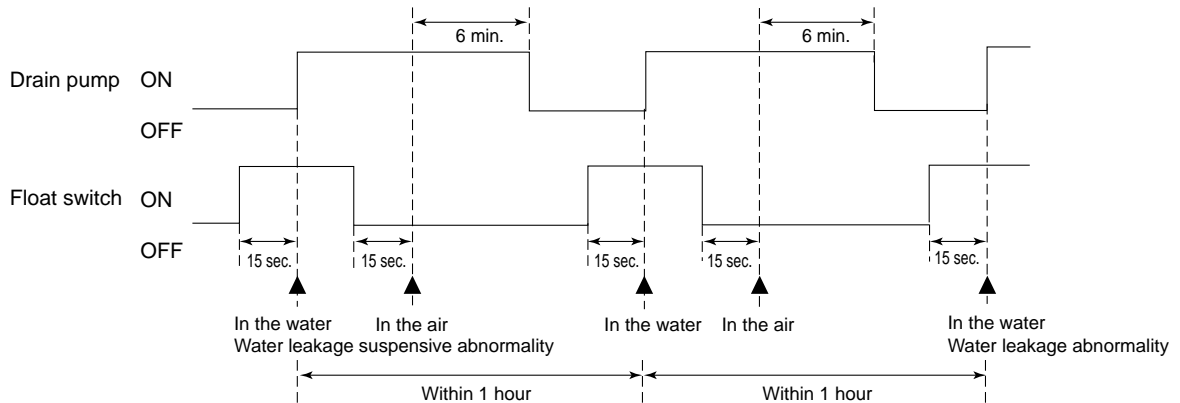 6 min.
6 min.
Drain pump ON
OFF
Float switch ON
OFF
15 sec.
15 sec.
15 sec.
15 sec.
15 sec.
In the water
Water leakage suspensive abnormality
In the air
In the water
In the air
In the water
Water leakage abnormality
Within 1 hour
Within 1 hour